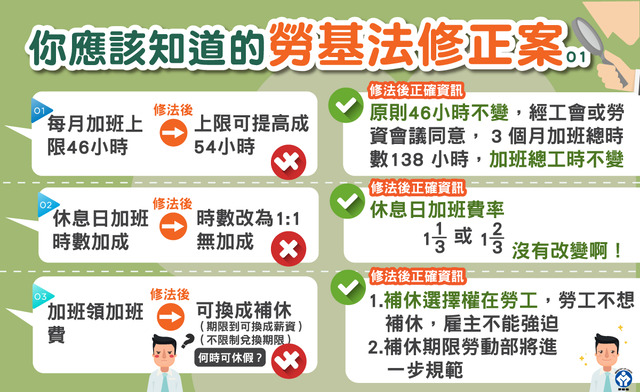 你應該知道的勞基法修正案01
01
每月加班上
限46小時
修法後
上限可提高成
54小時
修法後正確資訊
原則46小時不變，經工會或勞
資會議同意， 3 個月加班總時
數138 小時，加班總工時不變
02
休息日加班
時數加成
修法後
時數改為1:1
無加成
修法後正確資訊
休息日加班費率
1 1/3 或 1 2/3 沒有改變啊！
03
加班領加班
費
修法後
可換成補休
（期限到可換成薪資）
（不限制兌換期限）
何時可休假？
?
修法後正確資訊
1.補休選擇權在勞工，勞工不想
補休，雇主不能強迫
2.補休期限勞動部將進
一步規範